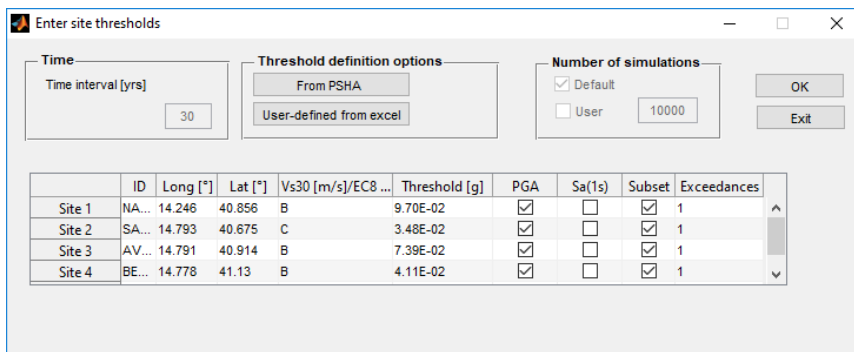 Enter site thresholds
Time
Time interval [yrs]
30
Threshold definition options
From PSHA
User-defined from excel
Number of simulations
Default
User
10000
OK
Exit
ID Long [°] Lat [°] Vs30 [m/s]/EC8 ... Threshold [g] PGA Sa(1s) Subset Exceedances
Site 1 NA... 14.246 40.856 B 9.70E-02 1
Site 2 SA... 14.793 40.675 C 3.48E-02 1
Site 3 AV... 14.791 40.914 B 7.39E-02 1
Site 4 BE... 14.778 41.13 B 4.11E-02 1